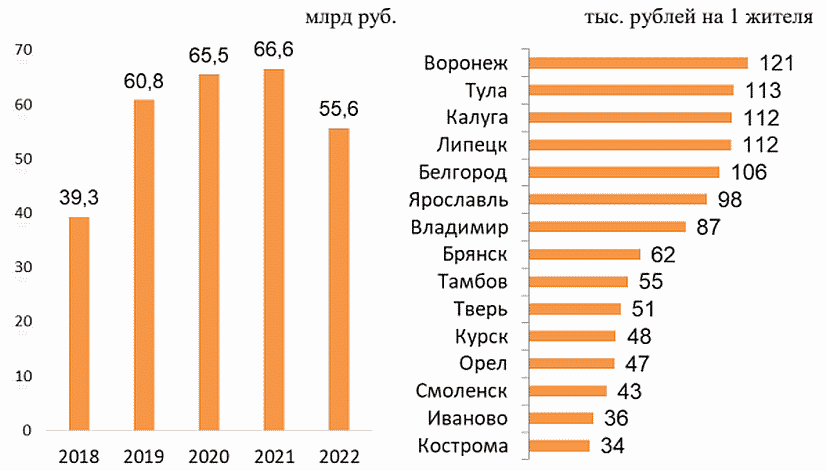 млрд руб.
70
60
50
40
30
20
10
0
39,3
60,8
65,5
66,6
55,6
2018 2019 2020 2021 2022
тыс. рублей на 1 жителя
Воронеж 121
Тула 113
Калуга 112
Липецк 112
Белгород 106
Ярославль 98
Владимир 87
Брянск 62
Тамбов 55
Тверь 51
Курск 48
Орел 47
Смоленск 43
Иваново 36
Кострома 34